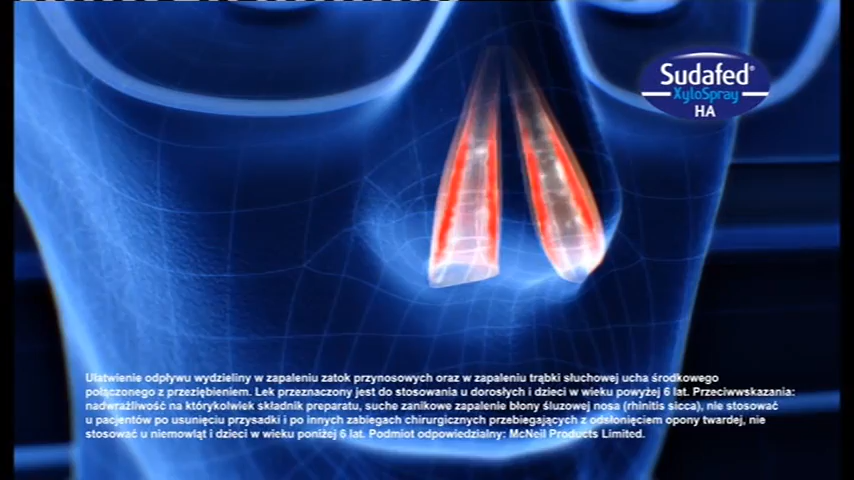 Sudafed®
XyloSpray
HA
Ułatwienie odpływu wydzieliny w zapaleniu zatok przynosowych oraz w zapaleniu trąbki słuchowej ucha środkowego
połączonego z przeziębieniem. Lek przeznaczony jest do stosowania u dorosłych i dzieci w wieku powyżej 6 lat. Przeciwwskazania:
nadwrażliwość na którykolwiek składnik preparatu, suche zanikowe zapalenie błony śluzowej nosa (rhinitis sicca), nie stosować
u pacjentów po usunięciu przysadki i po innych zabiegach chirurgicznych przebiegających z odsłonięciem opony twardej, nie
stosować u niemowląt i dzieci w wieku poniżej 6 lat. Podmiot odpowiedzialny: McNeil Products Limited.